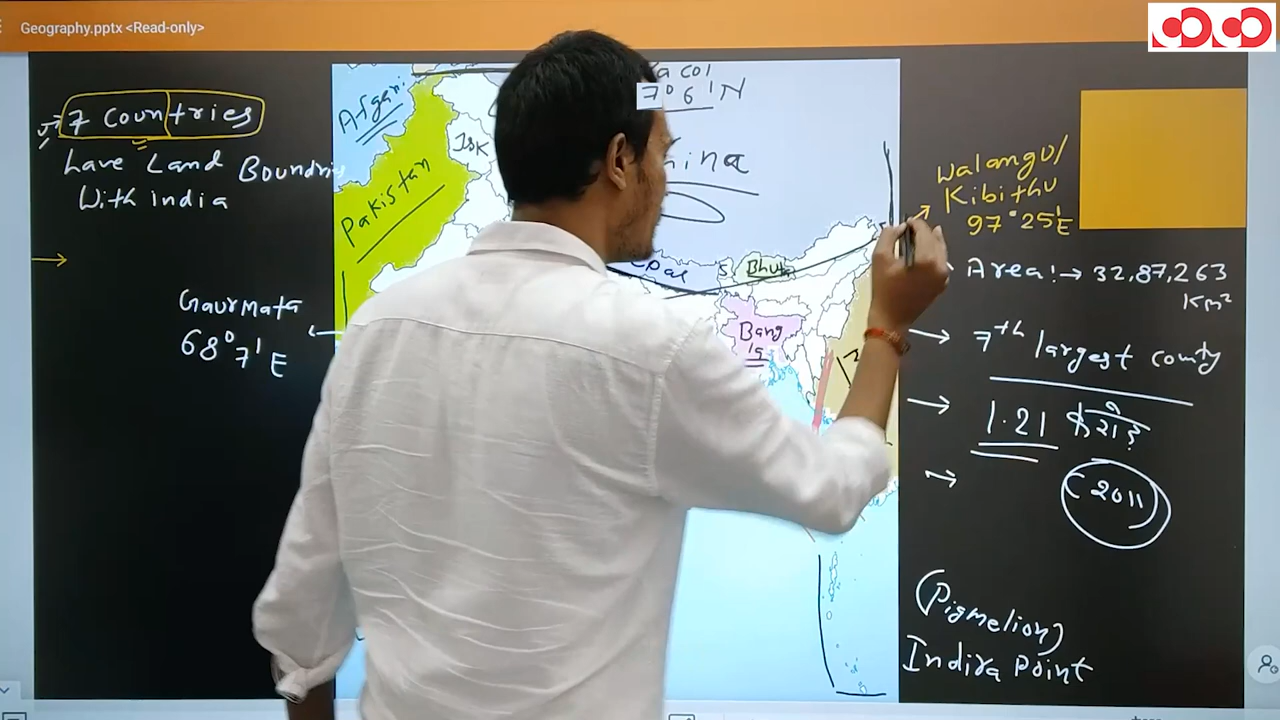 Geography.pptx <Read-only>
7 Countries
have Land Boundries
With india
Gaurmata
68°7' E
Afgan
Pakistan
J&K
7°6'N
China
Bhut
Bang
Walangu/
Kibithu
97°25'E
Area!→ 32,87,263
Km²
7th largest county
1.21 करोड़
2011
(Pigmelion)
Indira Point